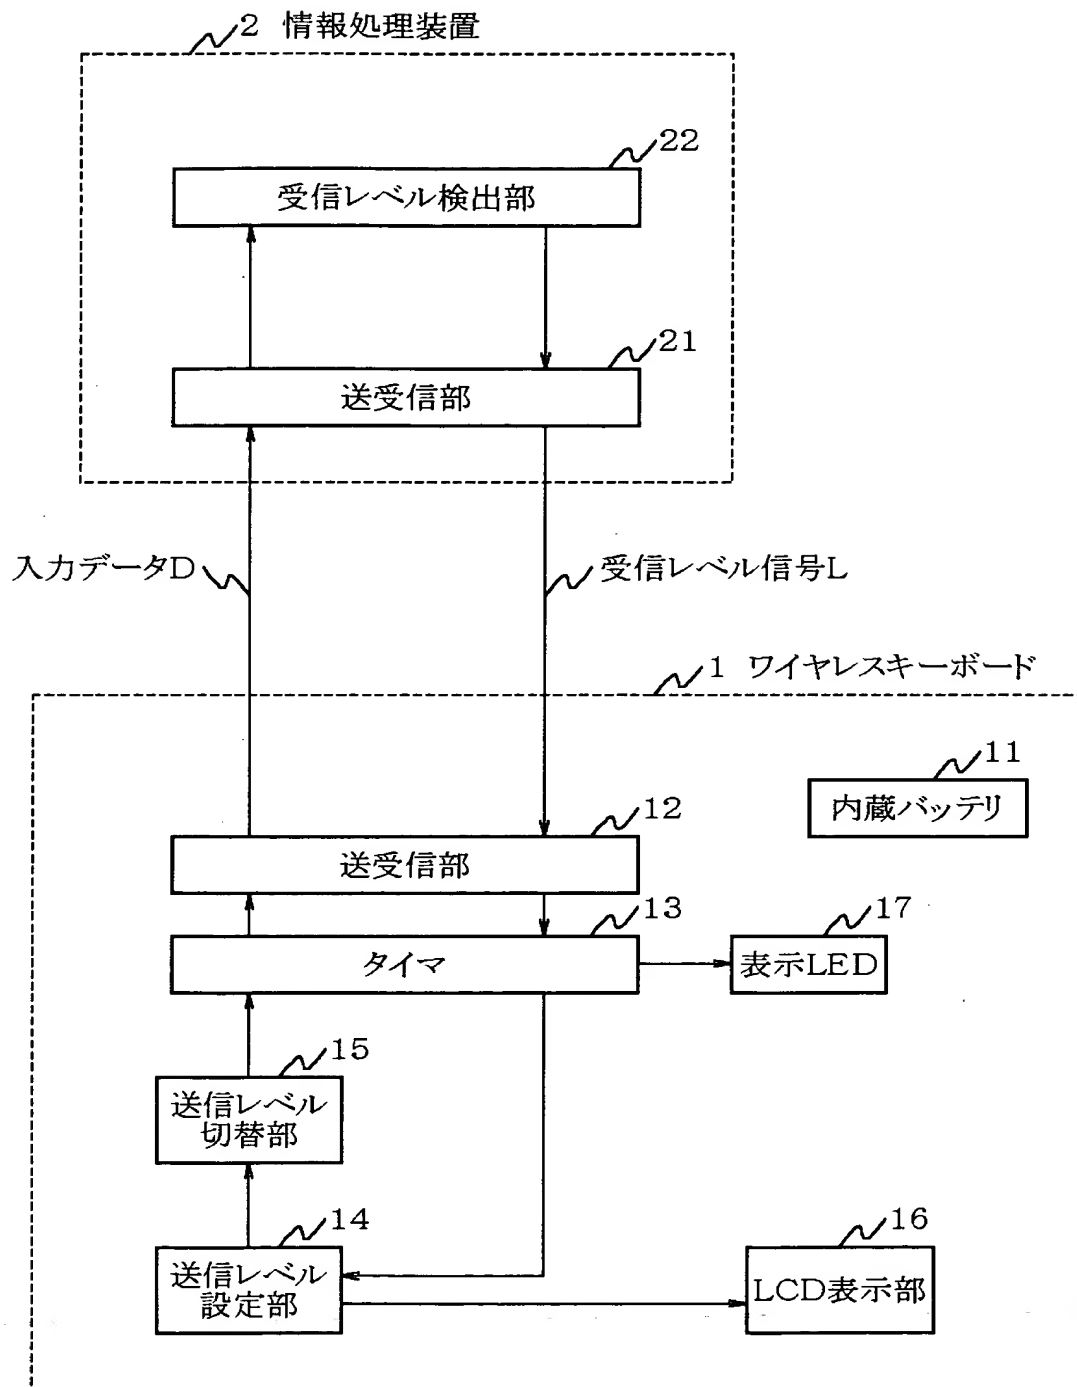 2 情報処理装置
22
受信レベル検出部
21
送受信部
入力データD
受信レベル信号L
1 ワイヤレスキーボード
11
内蔵バッテリ
12
送受信部
13
タイマ
17
表示LED
15
送信レベル
切替部
14
送信レベル
設定部
16
LCD表示部